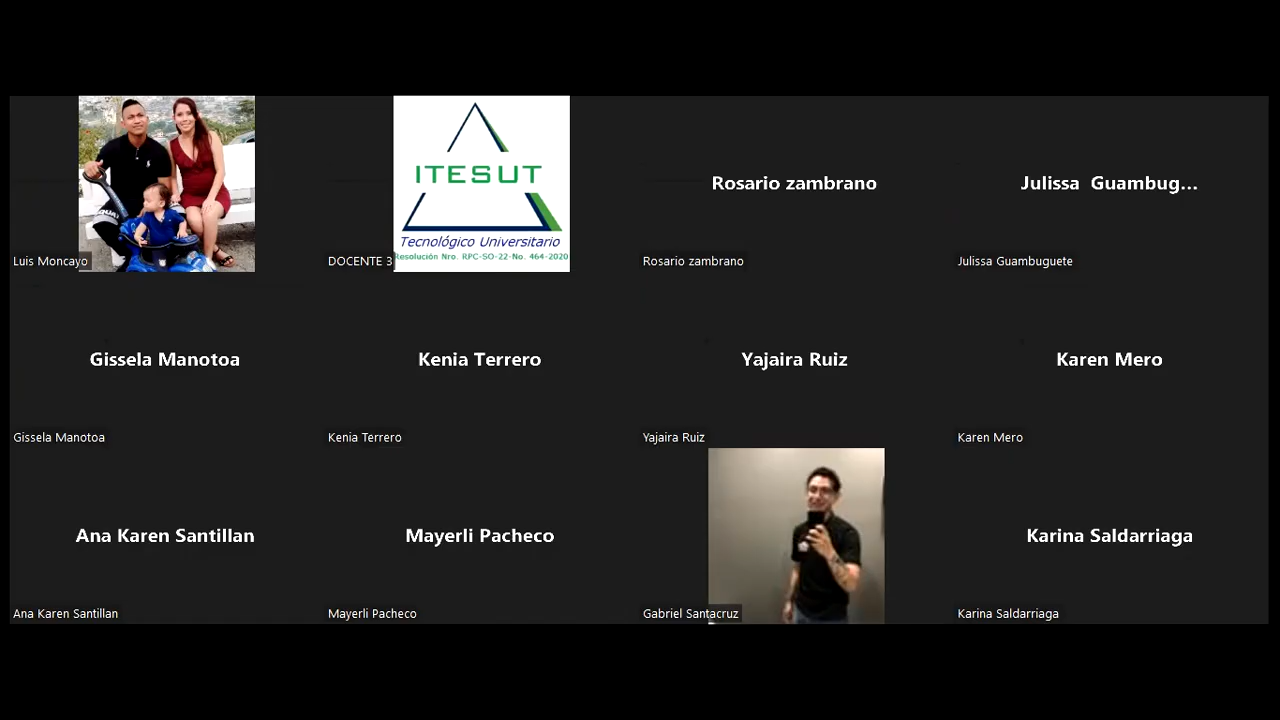 Luis Moncayo
ITESUT
Tecnológico Universitario
Resolución Nro. RPC-SO-22-No. 464-2020
DOCENTE 3
Rosario zambrano
Rosario zambrano
Julissa Guambug...
Julissa Guambuguete
Gissela Manotoa
Gissela Manotoa
Kenia Terrero
Kenia Terrero
Yajaira Ruiz
Yajaira Ruiz
Karen Mero
Karen Mero
Ana Karen Santillan
Ana Karen Santillan
Mayerli Pacheco
Mayerli Pacheco
Gabriel Santacruz
Karina Saldarriaga
Karina Saldarriaga